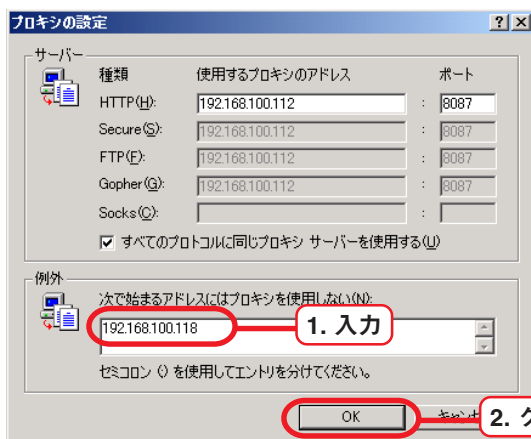 プロキシの設定
サーバー
種類 使用するプロキシのアドレス ポート
HTTP(H): 192.168.100.112 : 8087
Secure(S): 192.168.100.112 : 8087
FTP(F): 192.168.100.112 : 8087
Gopher(G): 192.168.100.112 : 8087
Socks(C): :
すべてのプロトコルに同じプロキシ サーバーを使用する(U)
例外
次で始まるアドレスにはプロキシを使用しない(N):
192.168.100.118
1. 入力
セミコロン (;) を使用してエントリを分けてください。
OK
2.